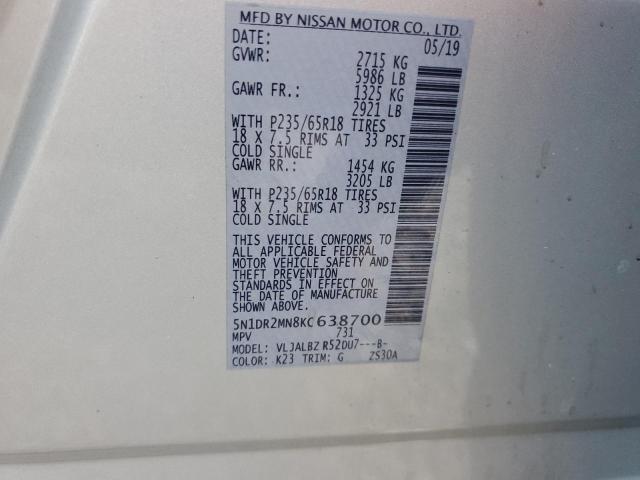 MFD BY NISSAN MOTOR CO., LTD.
DATE: 05/19
GVWR: 2715 KG
5986 LB
GAWR FR.: 1325 KG
2921 LB
WITH P235/65R18 TIRES
18 X 7.5 RIMS AT 33 PSI
COLD SINGLE
GAWR RR.: 1454 KG
3205 LB
WITH P235/65R18 TIRES
18 X 7.5 RIMS AT 33 PSI
COLD SINGLE
THIS VEHICLE CONFORMS TO
ALL APPLICABLE FEDERAL
MOTOR VEHICLE SAFETY AND
THEFT PREVENTION
STANDARDS IN EFFECT ON
THE DATE OF MANUFACTURE
SHOWN ABOVE.
5N1DR2MN8KC638700
MPV 731
MODEL: VLJALBZ R52DU7---B-
COLOR: K23 TRIM: G ZS30A